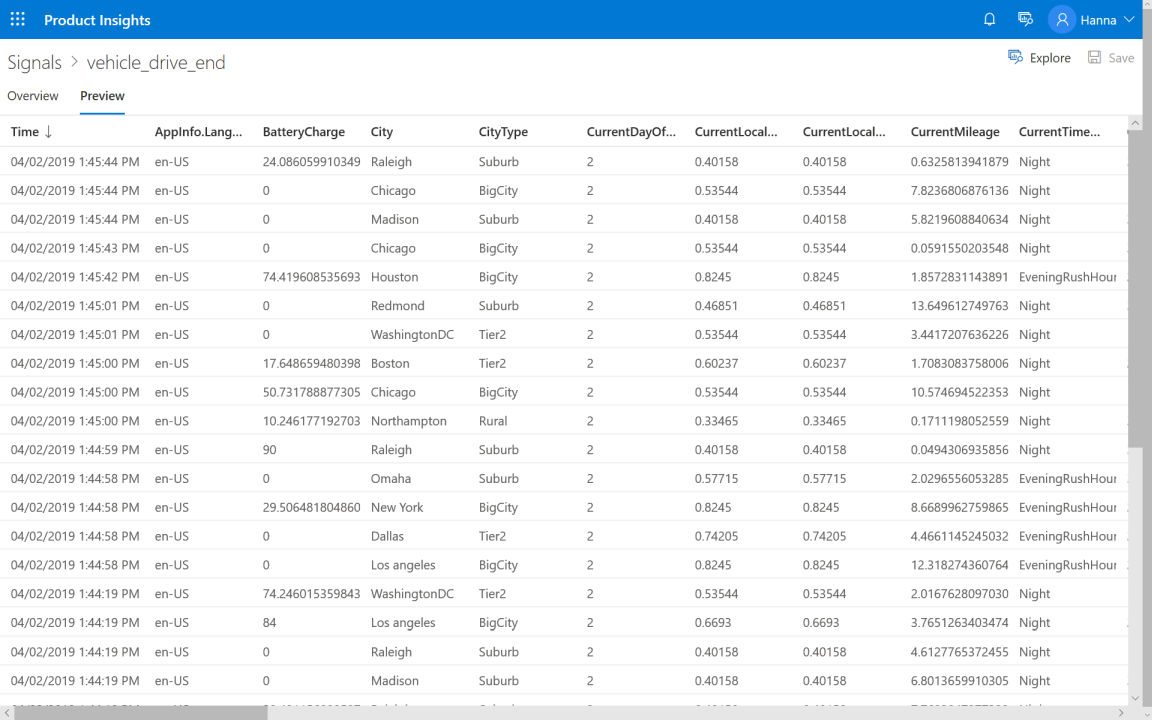 Product Insights
Hanna
Signals > vehicle_drive_end
Explore
Save
Overview Preview
Time ↓ AppInfo.Lang... BatteryCharge City CityType CurrentDayOf... CurrentLocal... CurrentLocal... CurrentMileage CurrentTime...
04/02/2019 1:45:44 PM en-US 24.086059910349 Raleigh Suburb 2 0.40158 0.40158 0.6325813941879 Night
04/02/2019 1:45:44 PM en-US 0 Chicago BigCity 2 0.53544 0.53544 7.8236806876136 Night
04/02/2019 1:45:44 PM en-US 0 Madison Suburb 2 0.40158 0.40158 5.8219608840634 Night
04/02/2019 1:45:43 PM en-US 0 Chicago BigCity 2 0.53544 0.53544 0.0591550203548 Night
04/02/2019 1:45:42 PM en-US 74.419608535693 Houston BigCity 2 0.8245 0.8245 1.8572831143891 EveningRushHour
04/02/2019 1:45:01 PM en-US 0 Redmond Suburb 2 0.46851 0.46851 13.649612749763 Night
04/02/2019 1:45:01 PM en-US 0 WashingtonDC Tier2 2 0.53544 0.53544 3.4417207636226 Night
04/02/2019 1:45:00 PM en-US 17.648659480398 Boston Tier2 2 0.60237 0.60237 1.7083083758006 Night
04/02/2019 1:45:00 PM en-US 50.731788877305 Chicago BigCity 2 0.53544 0.53544 10.574694522353 Night
04/02/2019 1:45:00 PM en-US 10.246177192703 Northampton Rural 2 0.33465 0.33465 0.1711198052559 Night
04/02/2019 1:44:59 PM en-US 90 Raleigh Suburb 2 0.40158 0.40158 0.0494306935856 Night
04/02/2019 1:44:58 PM en-US 0 Omaha Suburb 2 0.57715 0.57715 2.0296556053285 EveningRushHour
04/02/2019 1:44:58 PM en-US 29.506481804860 New York BigCity 2 0.8245 0.8245 8.6689962759865 EveningRushHour
04/02/2019 1:44:58 PM en-US 0 Dallas Tier2 2 0.74205 0.74205 4.4661145245032 EveningRushHour
04/02/2019 1:44:58 PM en-US 0 Los angeles BigCity 2 0.8245 0.8245 12.318274360764 EveningRushHour
04/02/2019 1:44:19 PM en-US 74.246015359843 WashingtonDC Tier2 2 0.53544 0.53544 2.0167628097030 Night
04/02/2019 1:44:19 PM en-US 84 Los angeles BigCity 2 0.6693 0.6693 3.7651263403474 Night
04/02/2019 1:44:19 PM en-US 0 Raleigh Suburb 2 0.40158 0.40158 4.6127765372455 Night
04/02/2019 1:44:19 PM en-US 0 Madison Suburb 2 0.40158 0.40158 6.8013659910305 Night